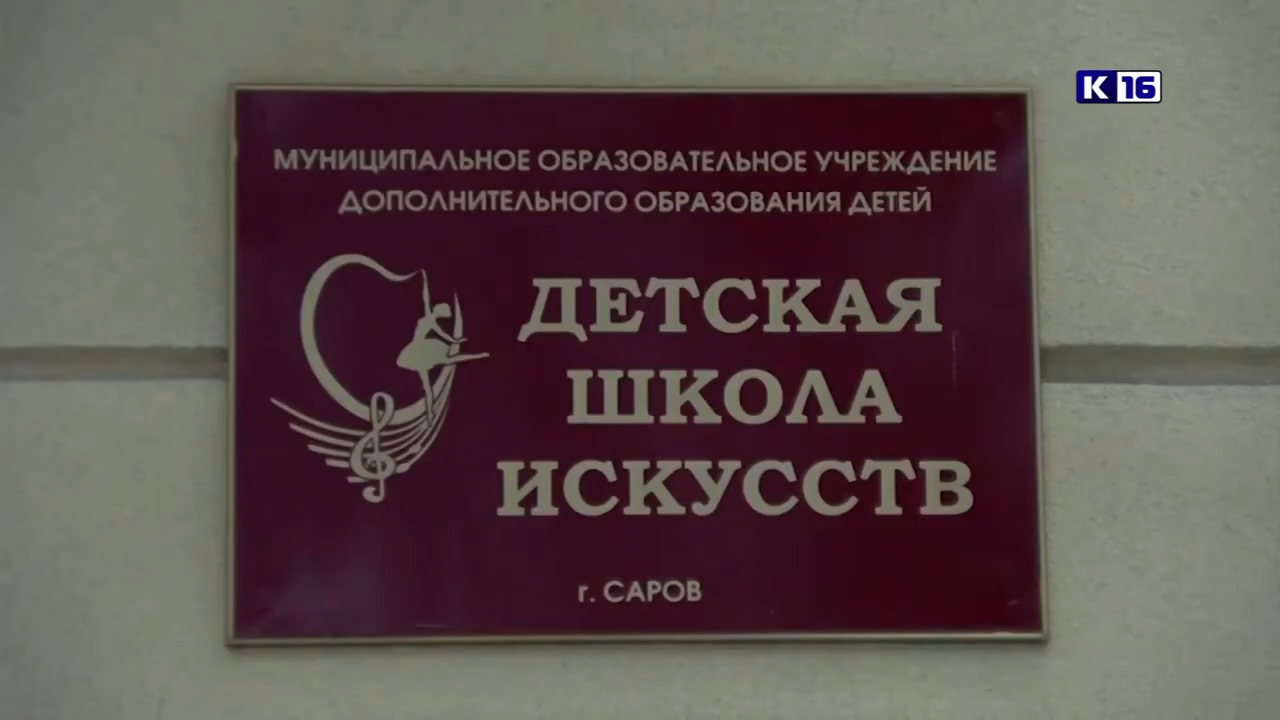 К 16
МУНИЦИПАЛЬНОЕ ОБРАЗОВАТЕЛЬНОЕ УЧРЕЖДЕНИЕ
ДОПОЛНИТЕЛЬНОГО ОБРАЗОВАНИЯ ДЕТЕЙ
ДЕТСКАЯ
ШКОЛА
ИСКУССТВ
г. САРОВ